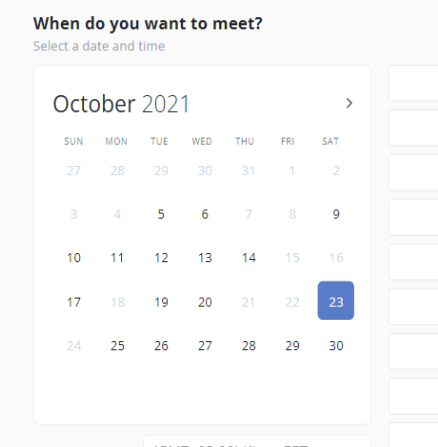 When do you want to meet?
Select a date and time
October 2021
SUN MON TUE WED THU FRI SAT
27 28 29 30 31 1 2
3 4 5 6 7 8 9
10 11 12 13 14 15 16
17 18 19 20 21 22 23
24 25 26 27 28 29 30